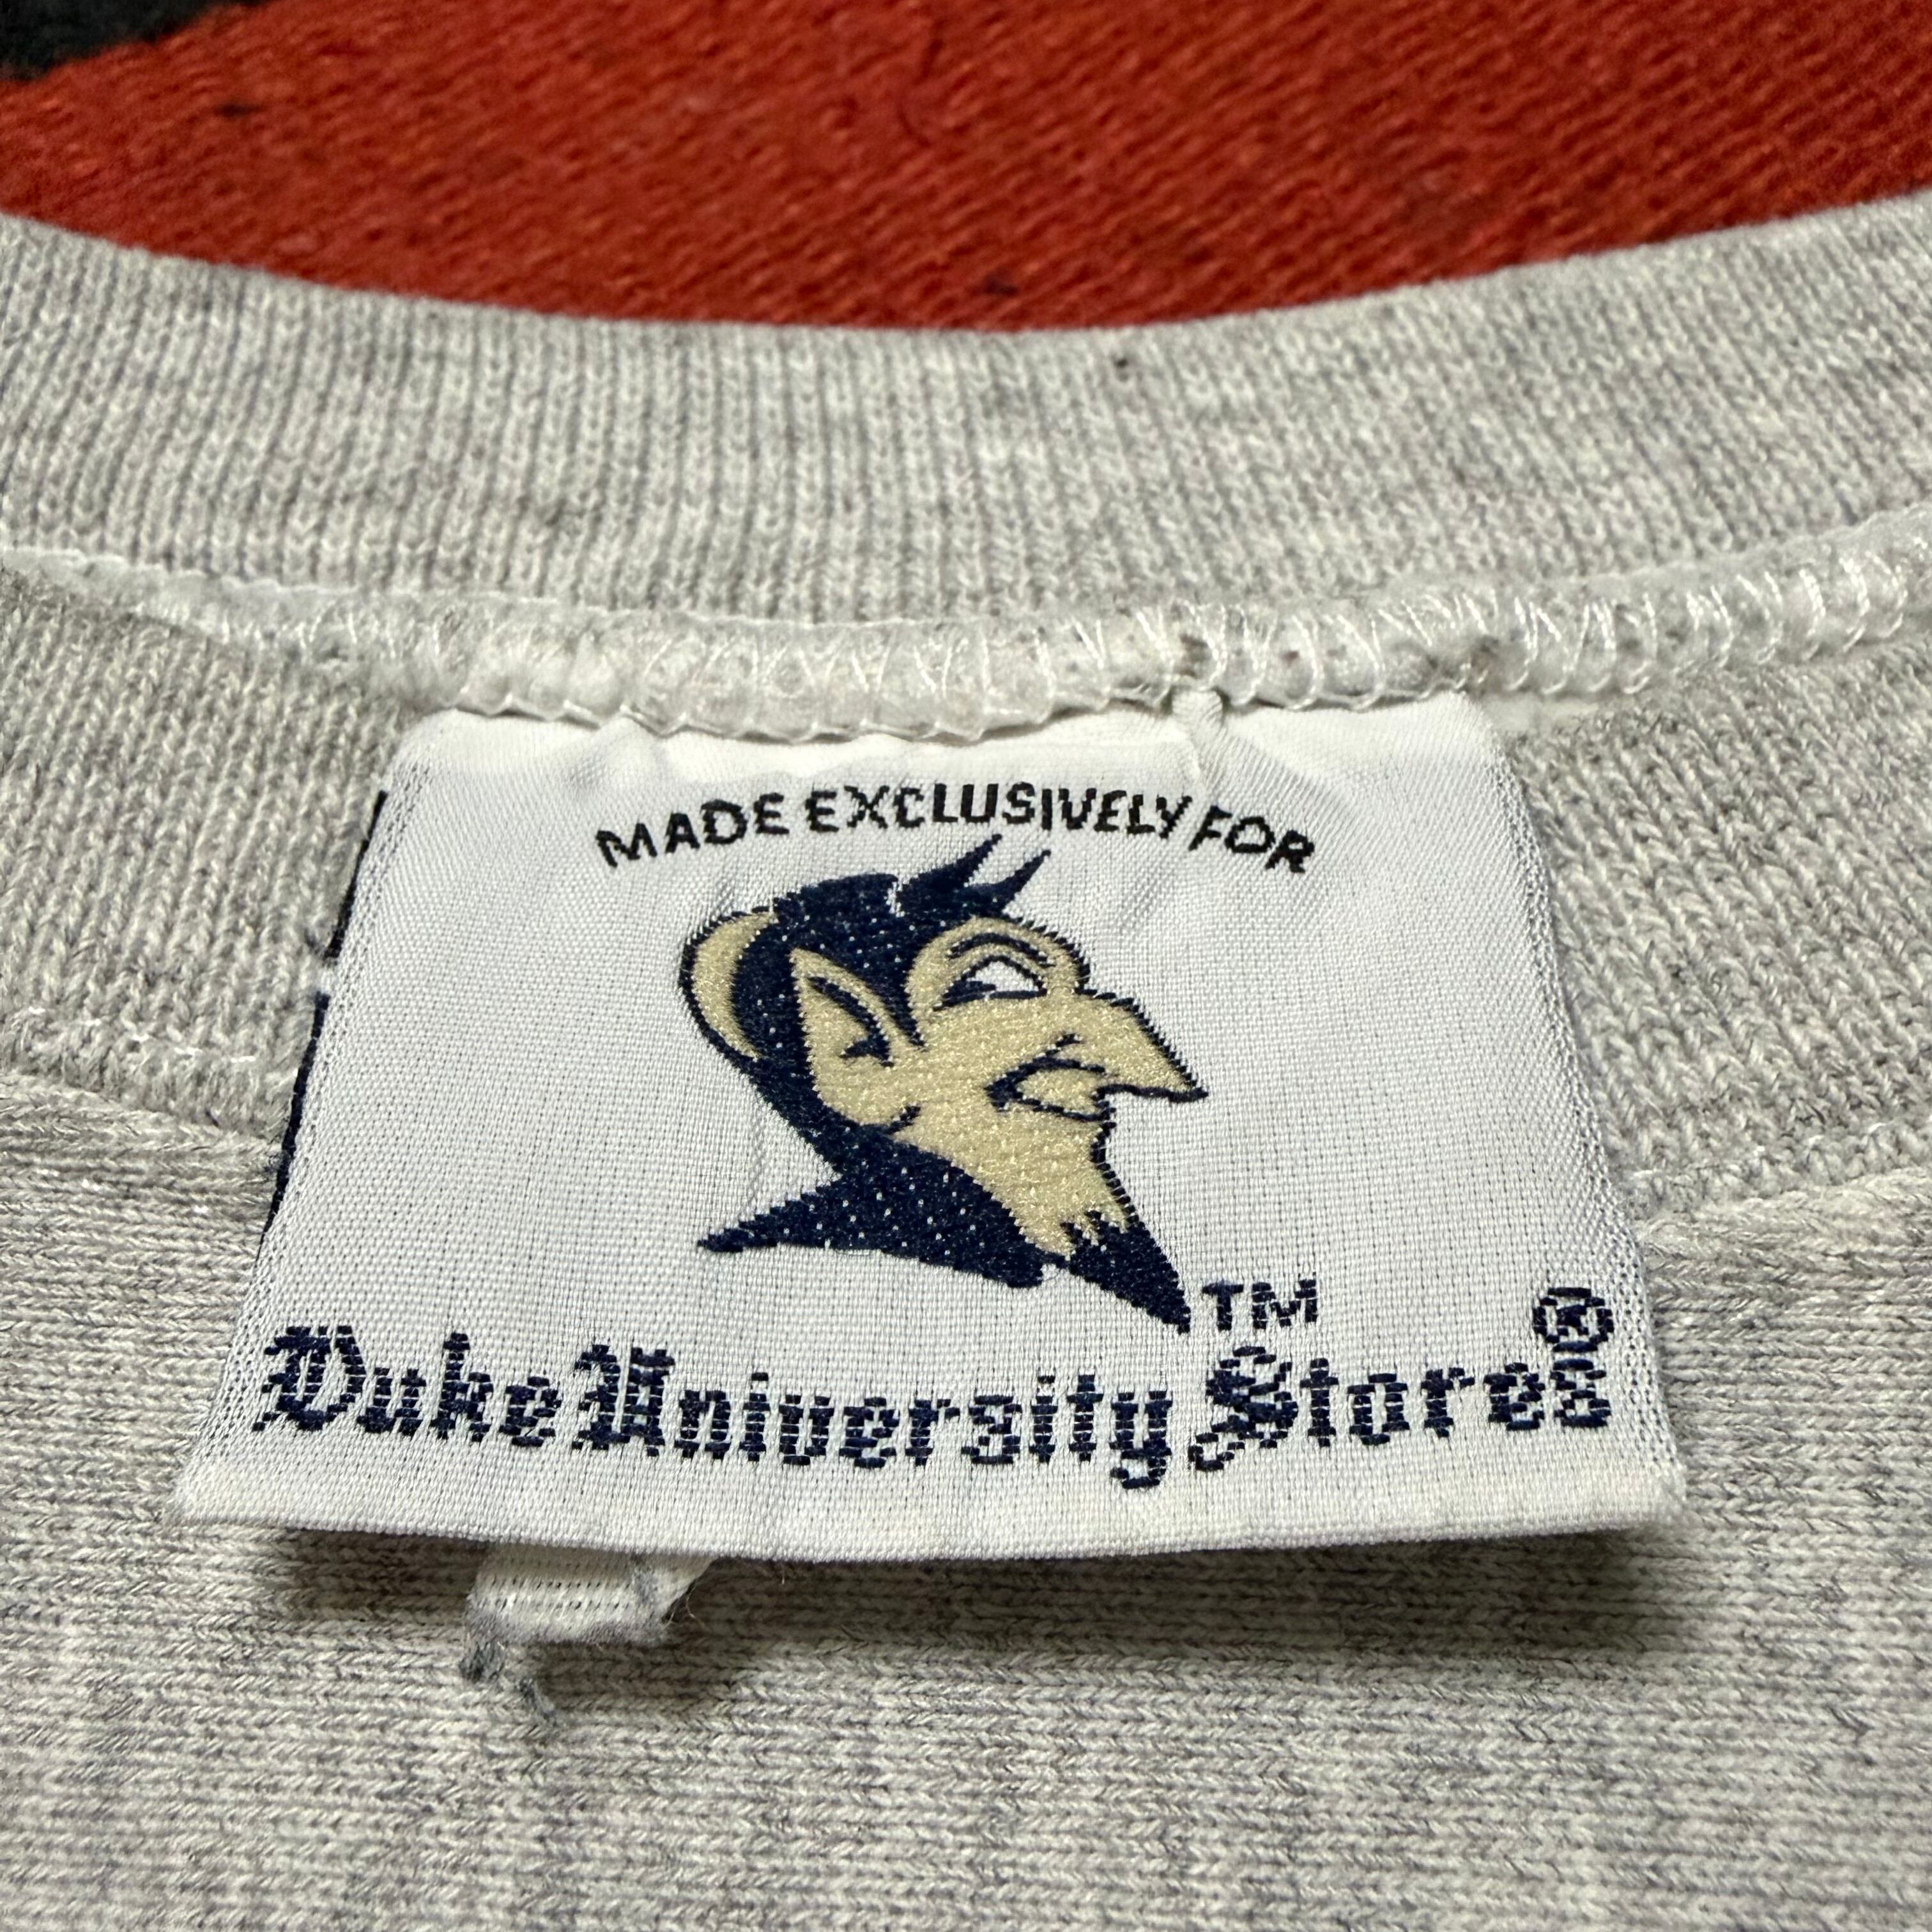 MADE EXCLUSIVELY FOR
TM
Duke University Stores®